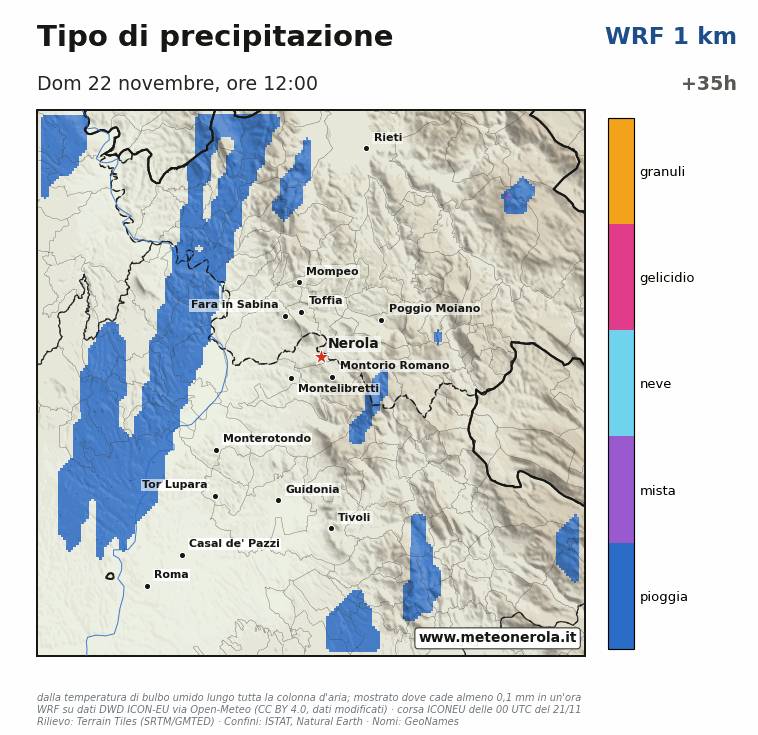 Tipo di precipitazione
WRF 1 km
Dom 22 novembre, ore 12:00
+35h
Rieti
Mompeo
Fara in Sabina
Toffia
Poggio Moiano
Nerola
Montorio Romano
Montelibretti
Monterotondo
Tor Lupara
Guidonia
Tivoli
Casal de' Pazzi
Roma
www.meteonerola.it
granuli
gelicidio
neve
mista
pioggia
dalla temperatura di bulbo umido lungo tutta la colonna d'aria; mostrato dove cade almeno 0,1 mm in un'ora
WRF su dati DWD ICON-EU via Open-Meteo (CC BY 4.0, dati modificati) · corsa ICONEU delle 00 UTC del 21/11
Rilievo: Terrain Tiles (SRTM/GMTED) · Confini: ISTAT, Natural Earth · Nomi: GeoNames